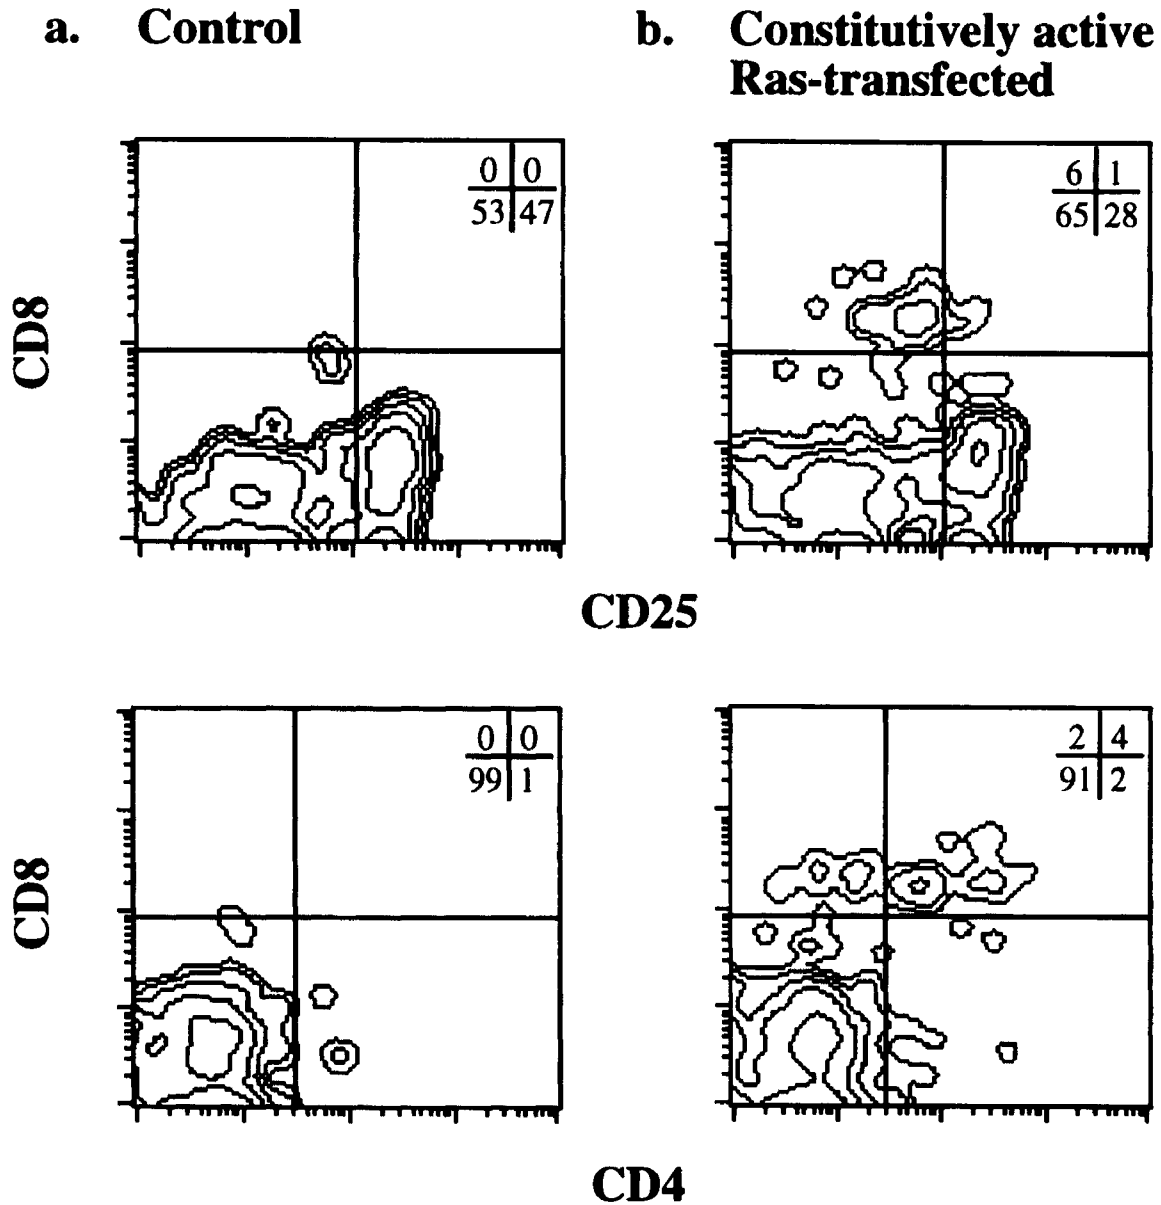 a. Control
b. Constitutively active
Ras-transfected
CD8
0 0
53 47
6 1
65 28
CD25
CD8
0 0
99 1
2 4
91 2
CD4